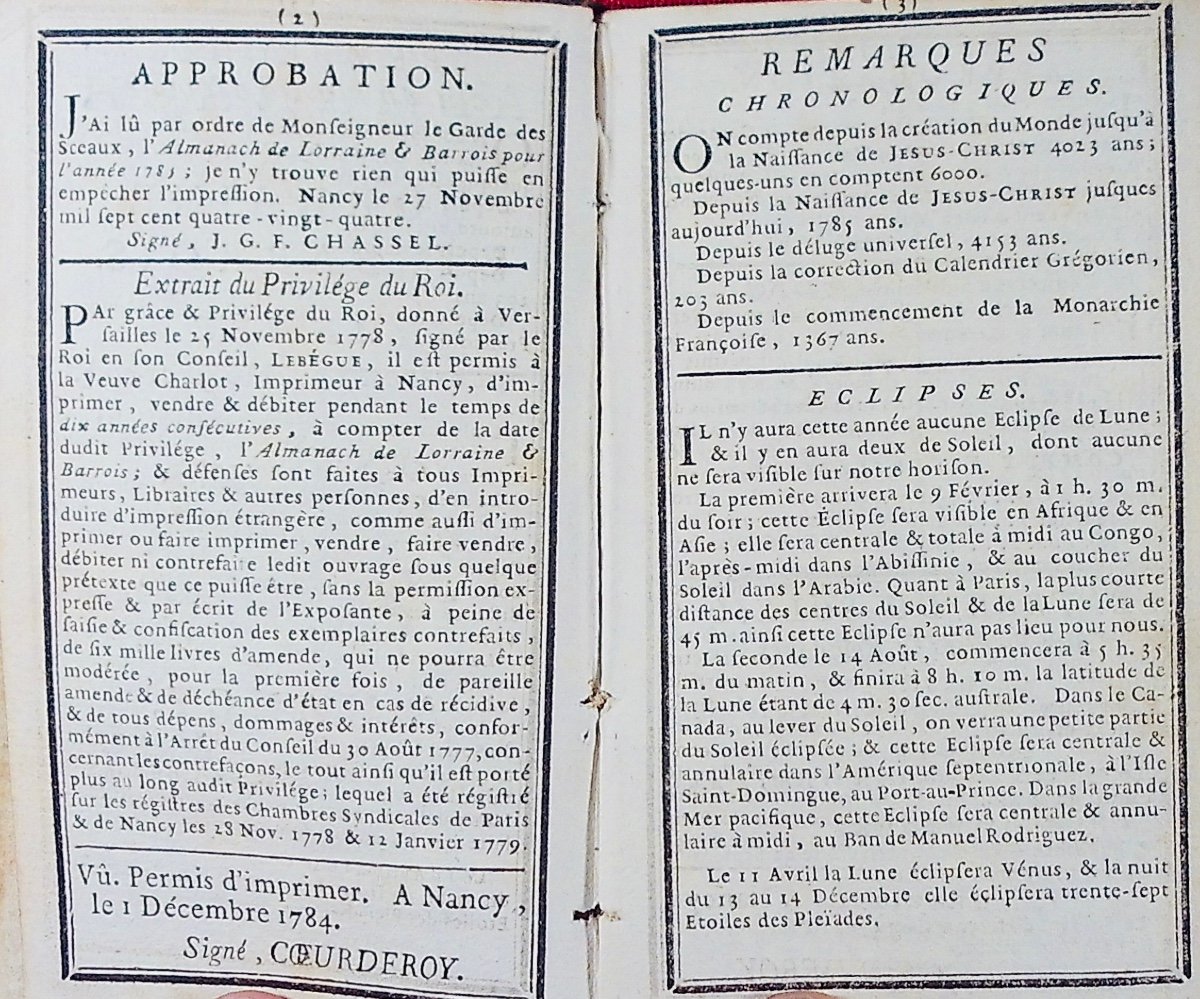 (2)
APPROBATION.
J'Ai lû par ordre de Monſeigneur le Garde des
Sceaux, l'Almanach de Lorraine & Barrois pour
l'année 1785; je n'y trouve rien qui puiſſe en
empêcher l'impreſſion. Nancy le 27 Novembre
mil ſept cent quatre-vingt-quatre.
Signé, J. G. F. CHASSEL.
Extrait du Privilége du Roi.
PAr grâce & Privilége du Roi, donné à Ver-
ſailles le 25 Novembre 1778, ſigné par le
Roi en ſon Conſeil, LEBÉGUE, il eſt permis à
la Veuve Charlot, Imprimeur à Nancy, d'im-
primer, vendre & débiter pendant le temps de
dix années conſécutives, à compter de la date
dudit Privilége, l'Almanach de Lorraine &
Barrois; & défenſes ſont faites à tous Impri-
meurs, Libraires & autres perſonnes, d'en intro-
duire d'impreſſion étrangère, comme auſſi d'im-
primer ou faire imprimer, vendre, faire vendre,
débiter ni contrefaire ledit ouvrage ſous quelque
prétexte que ce puiſſe être, ſans la permiſſion ex-
preſſe & par écrit de l'Expoſante, à peine de
ſaiſie & confiſcation des exemplaires contrefaits,
de ſix mille livres d'amende, qui ne pourra être
modérée, pour la première fois, de pareille
amende & de déchéance d'état en cas de récidive,
& de tous dépens, dommages & intérêts, confor-
mément à l'Arrêt du Conſeil du 30 Août 1777, con-
cernant les contrefaçons, le tout ainſi qu'il eſt porté
plus au long audit Privilége; lequel a été régiſtré
ſur les régiſtres des Chambres Syndicales de Paris
& de Nancy les 28 Nov. 1778 & 12 Janvier 1779.
Vû. Permis d'imprimer. A Nancy,
le 1 Décembre 1784.
Signé, CŒURDEROY.
(3)
REMARQUES
CHRONOLOGIQUES.
ON compte depuis la création du Monde juſqu'à
la Naiſſance de JESUS-CHRIST 4023 ans;
quelques-uns en comptent 6000.
Depuis la Naiſſance de JESUS-CHRIST juſques
aujourd'hui, 1785 ans.
Depuis le déluge univerſel, 4153 ans.
Depuis la correction du Calendrier Grégorien,
203 ans.
Depuis le commencement de la Monarchie
Françoiſe, 1367 ans.
ECLIPSES.
IL n'y aura cette année aucune Eclipſe de Lune;
& il y en aura deux de Soleil, dont aucune
ne ſera viſible ſur notre horiſon.
La première arrivera le 9 Février, à 1 h. 30 m.
du ſoir; cette Éclipſe ſera viſible en Afrique & en
Aſie; elle ſera centrale & totale à midi au Congo,
l'après-midi dans l'Abiſſinie, & au coucher du
Soleil dans l'Arabie. Quant à Paris, la plus courte
diſtance des centres du Soleil & de la Lune ſera de
45 m. ainſi cette Eclipſe n'aura pas lieu pour nous.
La ſeconde le 14 Août, commencera à 5 h. 35
m. du matin, & finira à 8 h. 10 m. la latitude de
la Lune étant de 4 m. 30 ſec. auſtrale. Dans le Ca-
nada, au lever du Soleil, on verra une petite partie
du Soleil éclipſée; & cette Eclipſe ſera centrale &
annulaire dans l'Amérique ſeptentrionale, à l'Iſle
Saint-Domingue, au Port-au-Prince. Dans la grande
Mer pacifique, cette Eclipſe ſera centrale & annu-
laire à midi, au Ban de Manuel Rodriguez.
Le 11 Avril la Lune éclipſera Vénus, & la nuit
du 13 au 14 Décembre elle éclipſera trente-ſept
Etoiles des Pleïades.